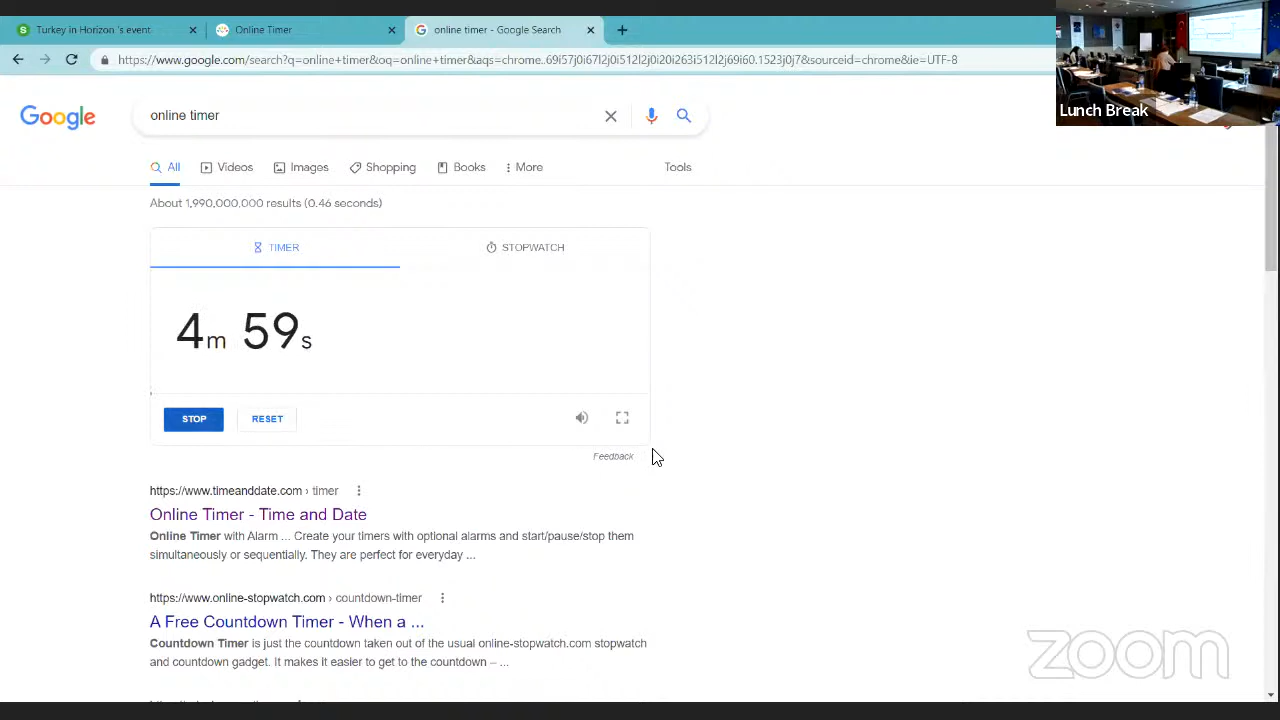 Turkey in Horizon 's event
Online Timer
online timer - Google Search
https://www.google.com/search?q=online+timer&oq=online+timer&aqs=chrome..69i57j0i67l2j0i512l2j0i20i263i512l2j69i60.1523j0j7&sourceid=chrome&ie=UTF-8
Lunch Break
Google
online timer
All
Videos
Images
Shopping
Books
More
Tools
About 1,990,000,000 results (0.46 seconds)
TIMER
STOPWATCH
4m 59s
STOP
RESET
Feedback
https://www.timeanddate.com › timer
Online Timer - Time and Date
Online Timer with Alarm ... Create your timers with optional alarms and start/pause/stop them
simultaneously or sequentially. They are perfect for everyday ...
https://www.online-stopwatch.com › countdown-timer
A Free Countdown Timer - When a ...
Countdown Timer is just the countdown taken out of the usual online-stopwatch.com stopwatch
and countdown gadget. It makes it easier to get to the countdown – ...
zoom